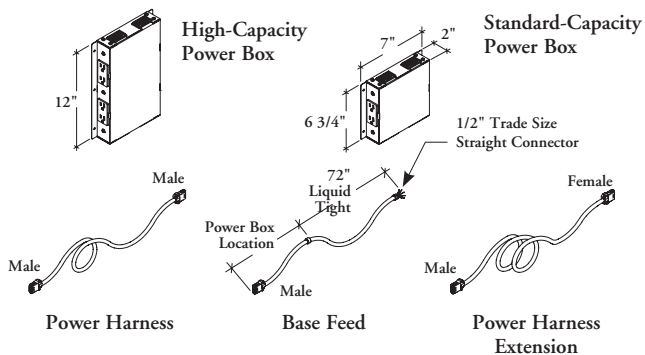 High-Capacity
Power Box
12"
Standard-Capacity
Power Box
7"
2"
6 3/4"
1/2" Trade Size
Straight Connector
Male
Male
Power Harness
72"
Liquid
Tight
Power Box
Location
Male
Base Feed
Female
Male
Power Harness
Extension